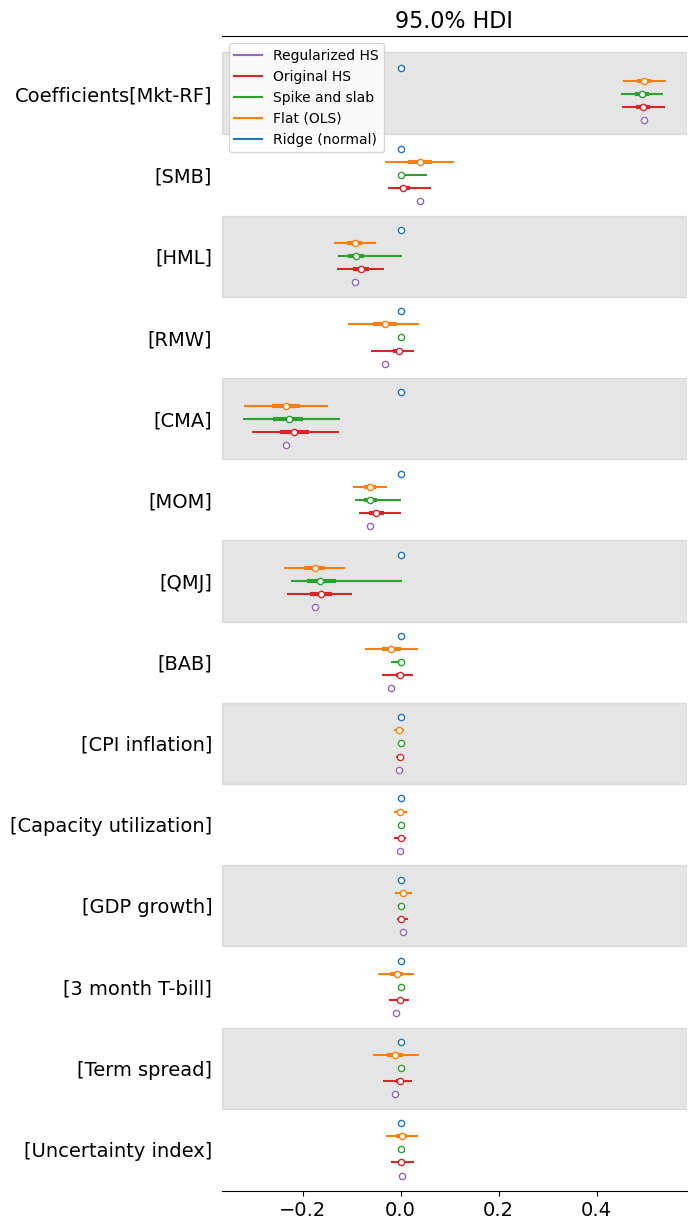 95.0% HDI
Regularized HS
Original HS
Spike and slab
Flat (OLS)
Ridge (normal)
Coefficients[Mkt-RF]
[SMB]
[HML]
[RMW]
[CMA]
[MOM]
[QMJ]
[BAB]
[CPI inflation]
[Capacity utilization]
[GDP growth]
[3 month T-bill]
[Term spread]
[Uncertainty index]
−0.2 0.0 0.2 0.4